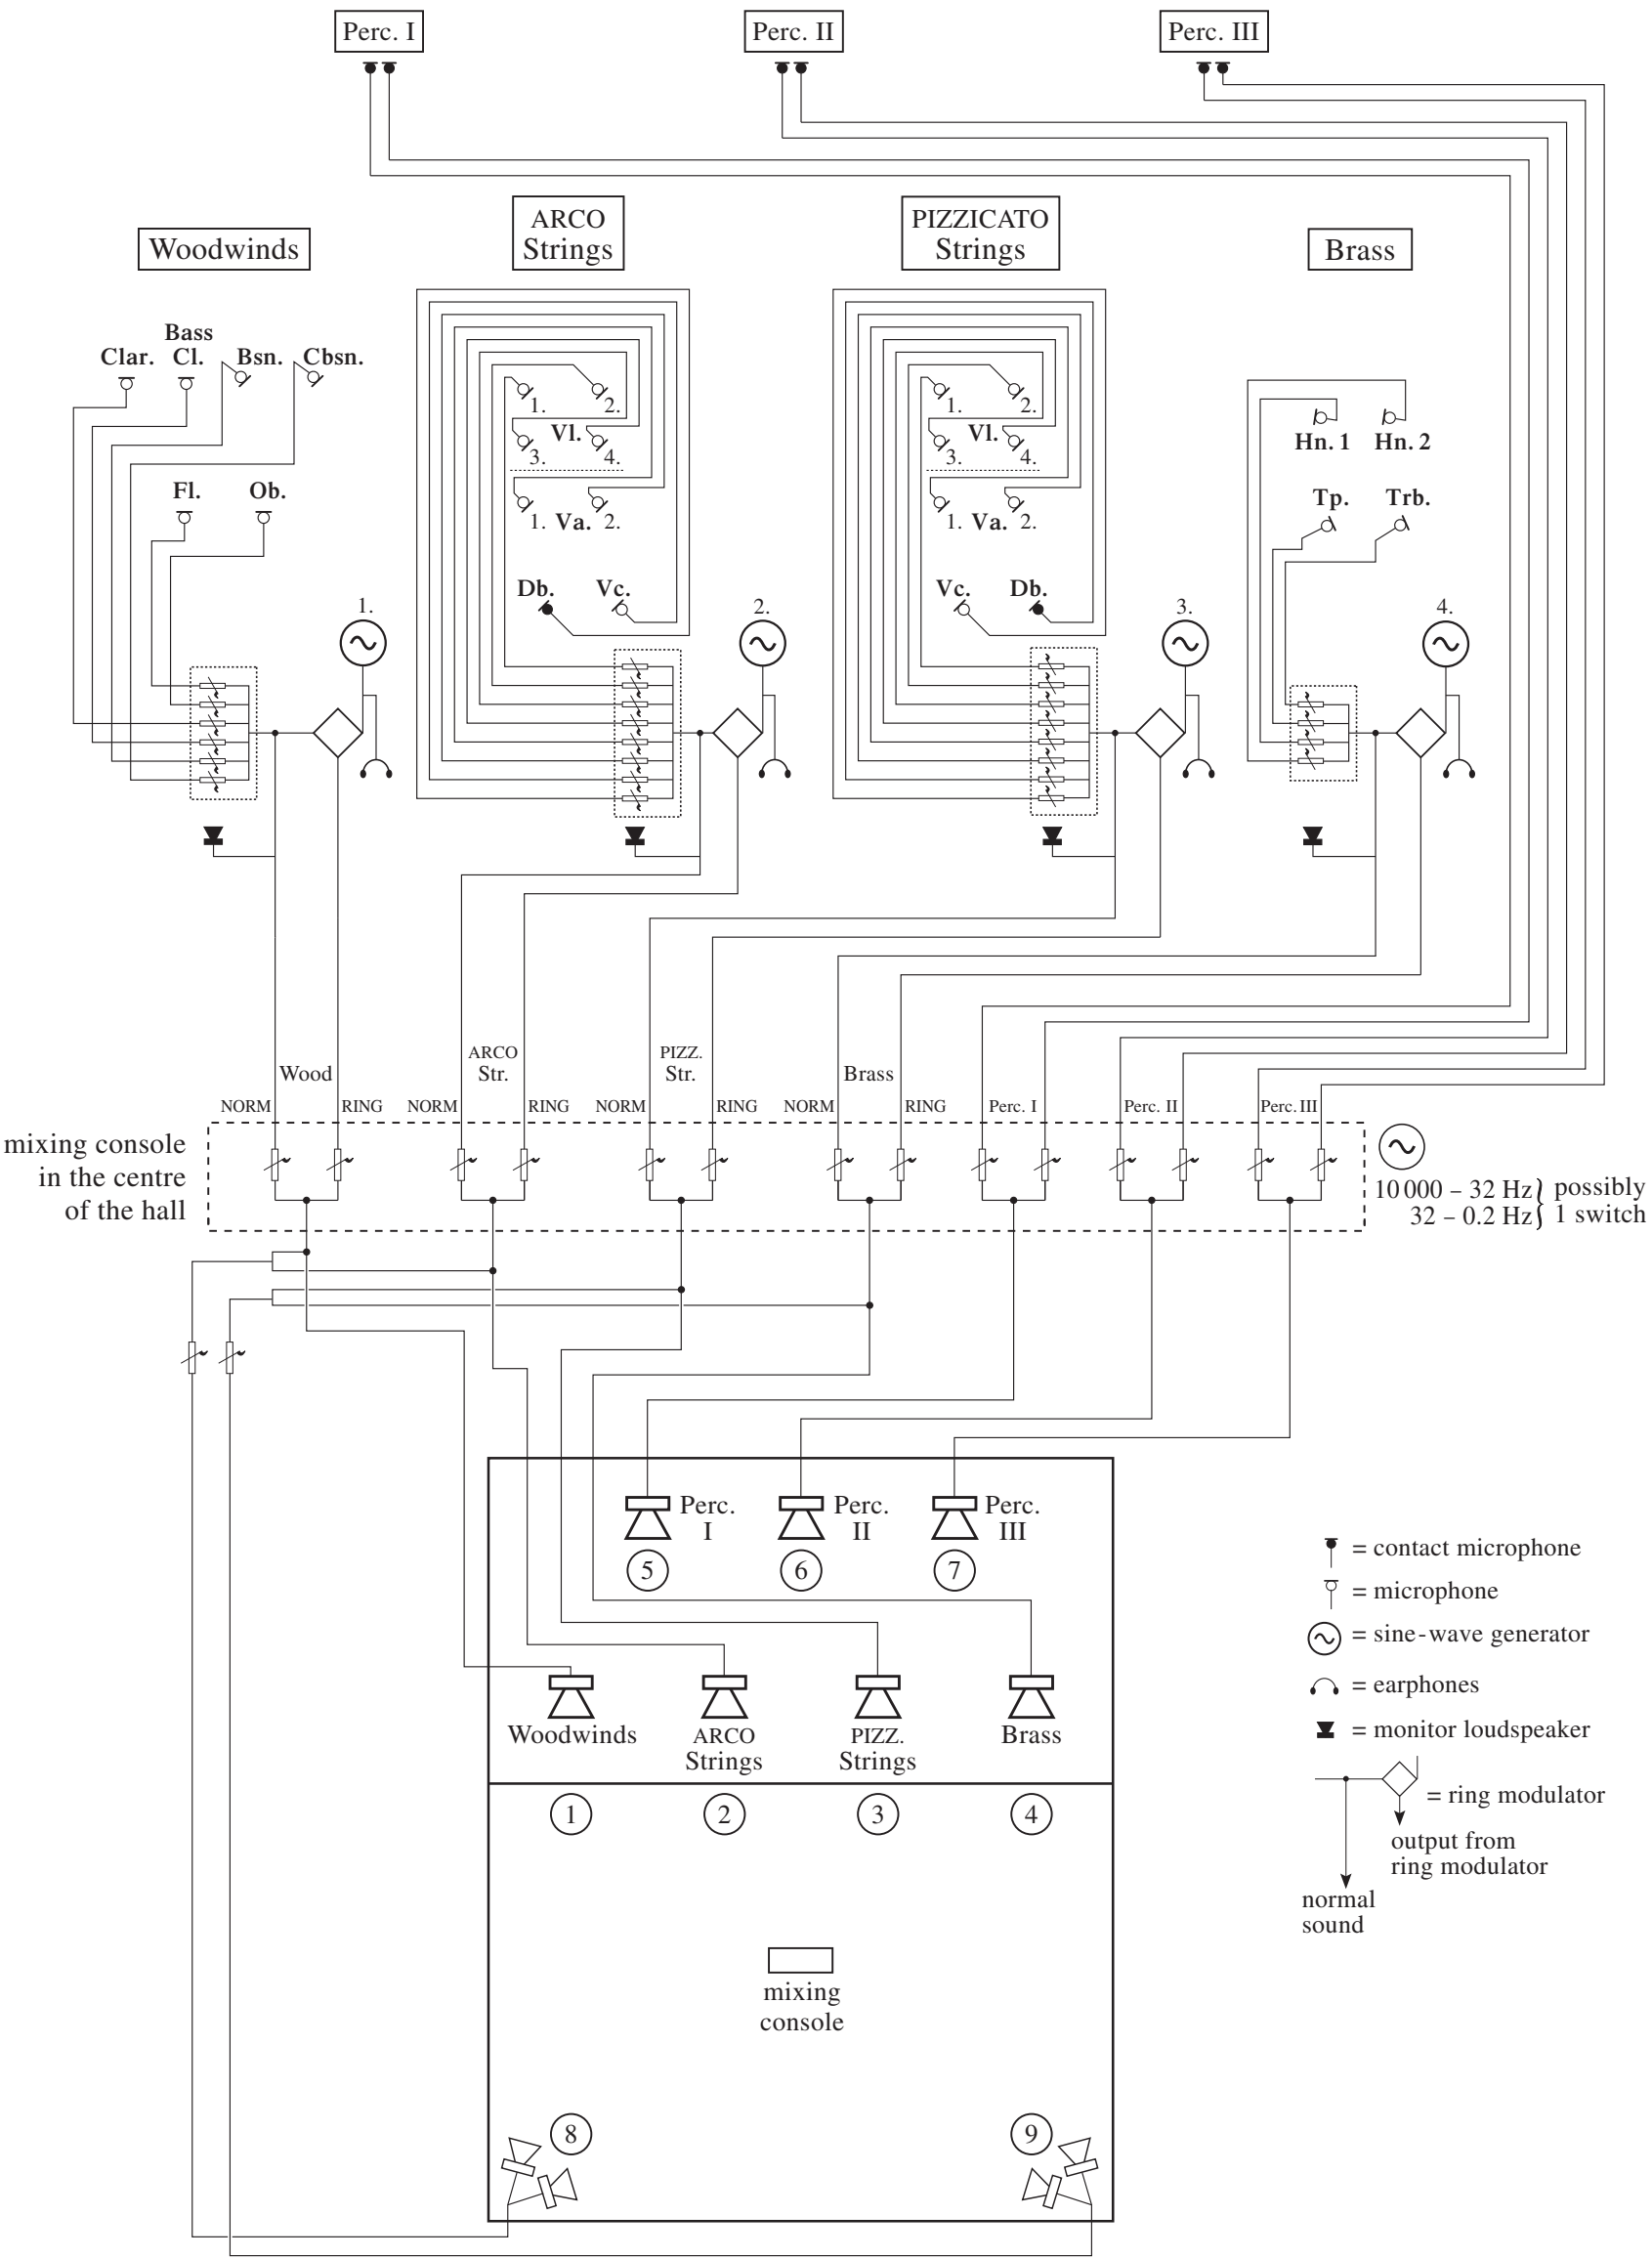 Perc. I
Perc. II
Perc. III
Woodwinds
ARCO
Strings
PIZZICATO
Strings
Brass
Bass
Clar.
Cl.
Bsn.
Cbsn.
Fl.
Ob.
1.
2.
Vl.
3.
4.
1.
Va.
2.
Db.
Vc.
1.
2.
Vl.
3.
4.
1.
Va.
2.
Vc.
Db.
Hn. 1
Hn. 2
Tp.
Trb.
1.
2.
3.
4.
Wood
ARCO
Str.
PIZZ.
Str.
Brass
NORM
RING
NORM
RING
NORM
RING
NORM
RING
Perc. I
Perc. II
Perc. III
mixing console
in the centre
of the hall
10 000 – 32 Hz
32 – 0.2 Hz
possibly
1 switch
Perc.
I
Perc.
II
Perc.
III
5
6
7
Woodwinds
ARCO
Strings
PIZZ.
Strings
Brass
1
2
3
4
mixing
console
8
9
= contact microphone
= microphone
= sine-wave generator
= earphones
= monitor loudspeaker
= ring modulator
output from
ring modulator
normal
sound